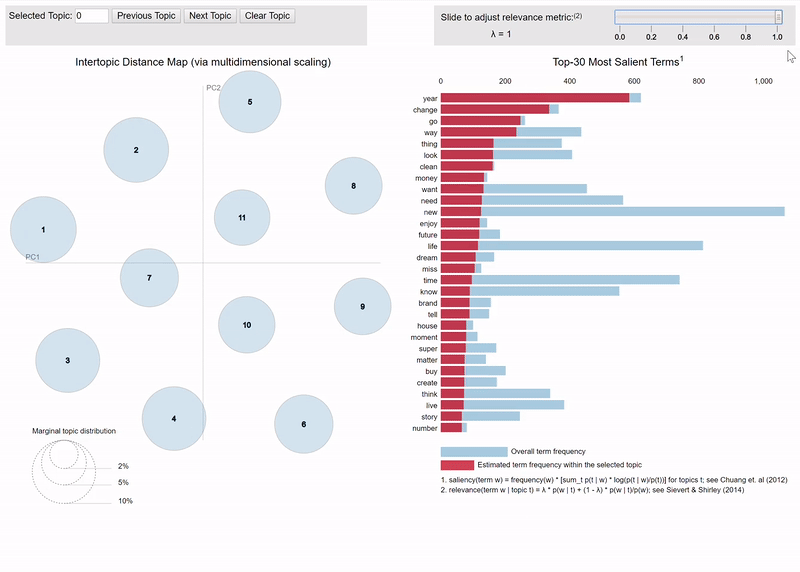 Selected Topic: 0 Previous Topic Next Topic Clear Topic
Slide to adjust relevance metric:(2)
λ = 1
0.0 0.2 0.4 0.6 0.8 1.0
Intertopic Distance Map (via multidimensional scaling)
PC2
PC1
5
2
8
1
11
7
9
10
3
4
6
Marginal topic distribution
2%
5%
10%
Top-30 Most Salient Terms1
0 200 400 600 800 1,000
year
change
go
way
thing
look
clean
money
want
need
new
enjoy
future
life
dream
miss
time
know
brand
tell
house
moment
super
matter
buy
create
think
live
story
number
Overall term frequency
Estimated term frequency within the selected topic
1. saliency(term w) = frequency(w) * [sum_t p(t | w) * log(p(t | w)/p(t))] for topics t; see Chuang et. al (2012)
2. relevance(term w | topic t) = λ * p(w | t) + (1 - λ) * p(w | t)/p(w); see Sievert & Shirley (2014)